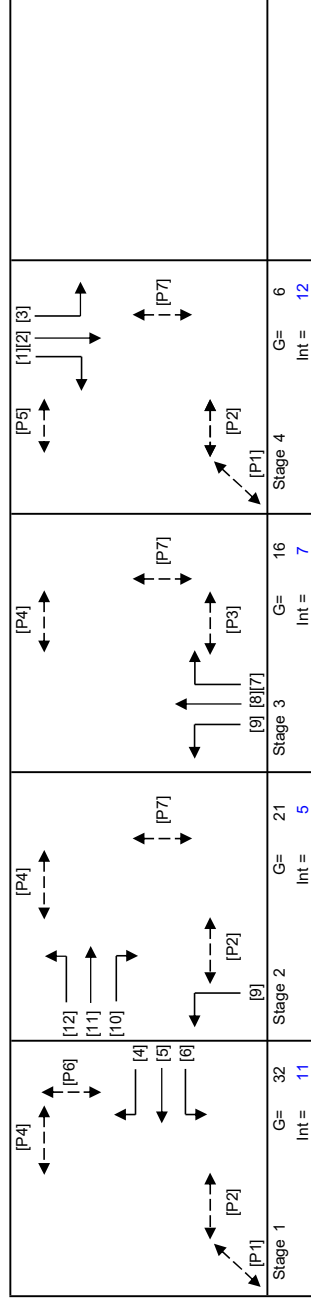 [P4]
[P6]
[4]
[5]
[6]
[P2]
[P1]
Stage 1 G= 32
Int = 11
[P4]
[12]
[11]
[10]
[P7]
[P2]
[9]
Stage 2 G= 21
Int = 5
[P4]
[P7]
[P3]
[9] [8][7]
Stage 3 G= 16
Int = 7
[1][2] [3]
[P5]
[P7]
[P2]
[P1]
Stage 4 G= 6
Int = 12